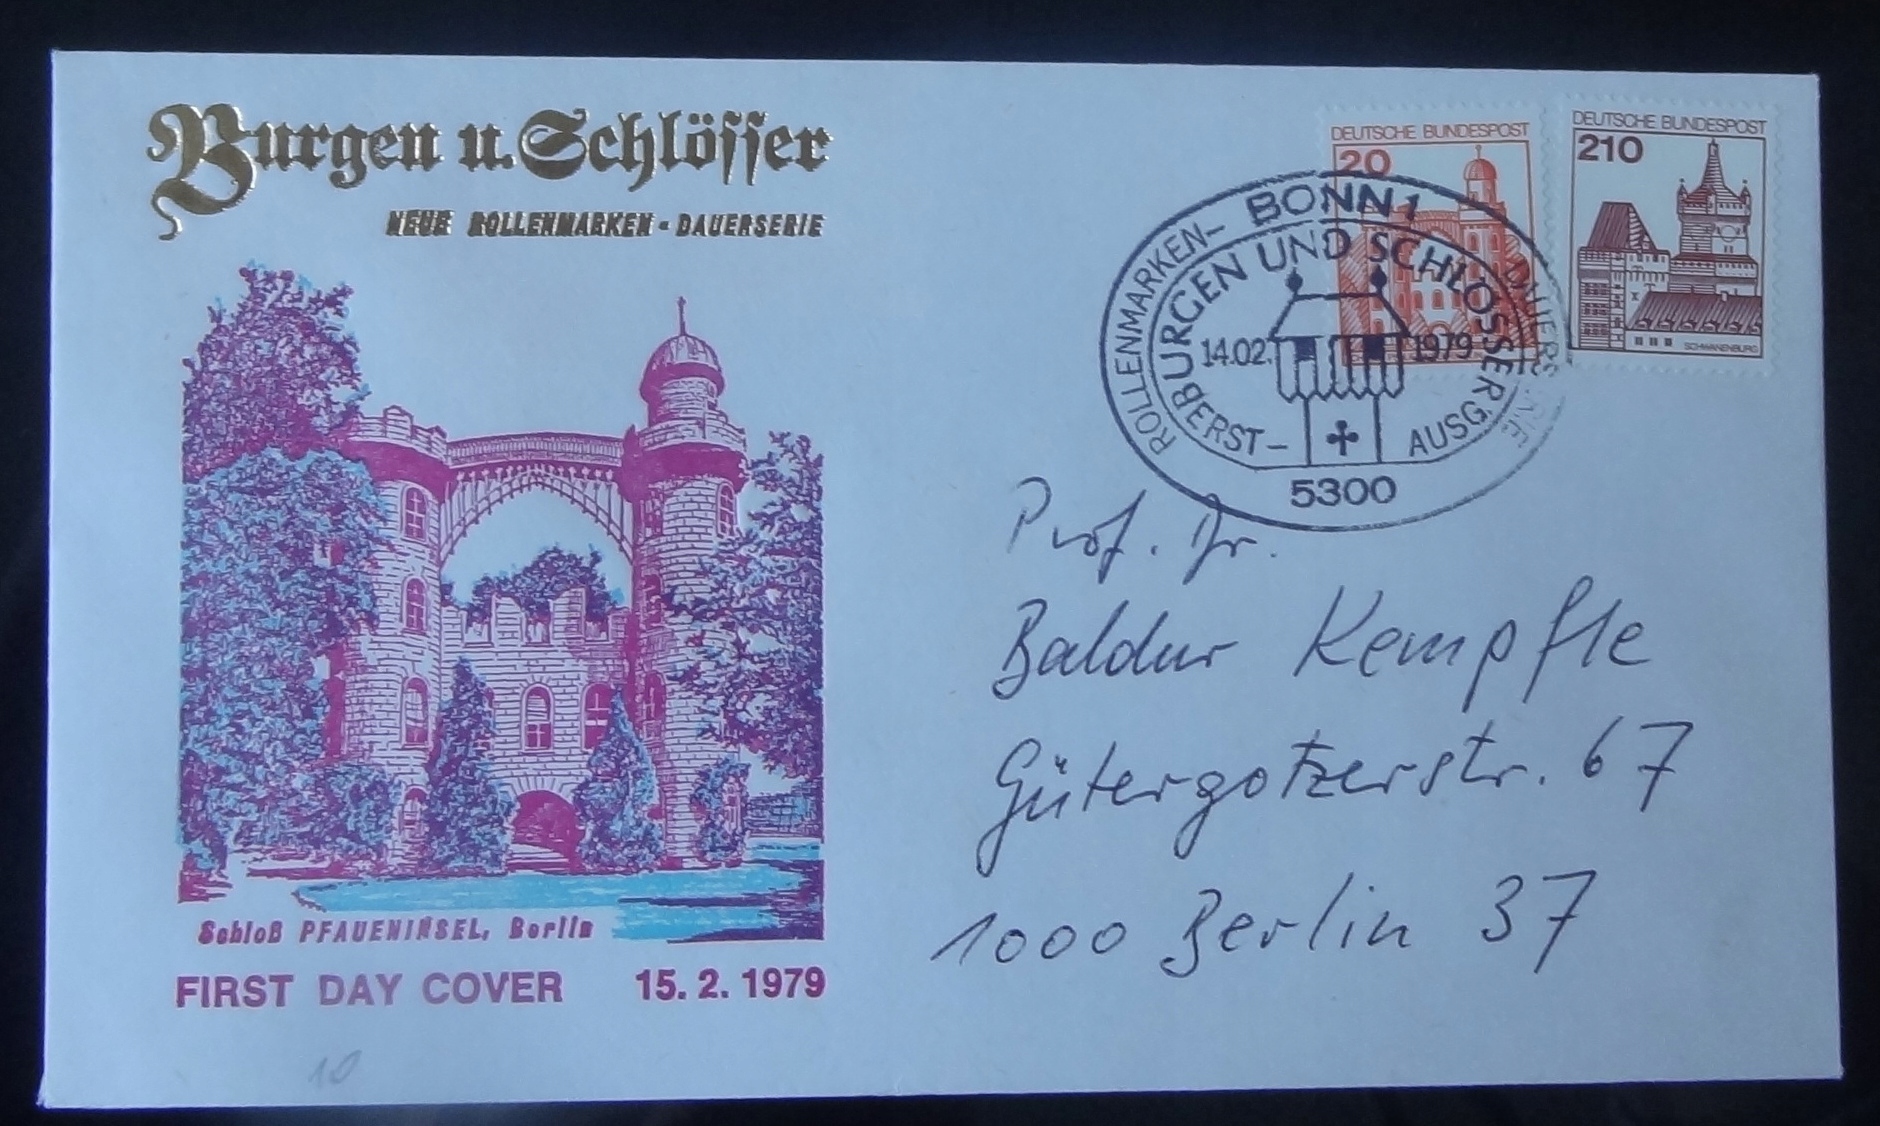 Burgen u. Schlösser
NEUE ROLLENMARKEN - DAUERSERIE
DEUTSCHE BUNDESPOST
20
DEUTSCHE BUNDESPOST
210
SCHWANENBURG
ROLLENMARKEN- BONN 1 DAUERSERIE
BURGEN UND SCHLÖSSER
14.02. 1979
ERST- AUSG.
5300
Prof. Dr.
Baldur Kempfle
Gütergotzerstr. 67
1000 Berlin 37
Schloß PFAUENINSEL, Berlin
FIRST DAY COVER 15. 2. 1979
10